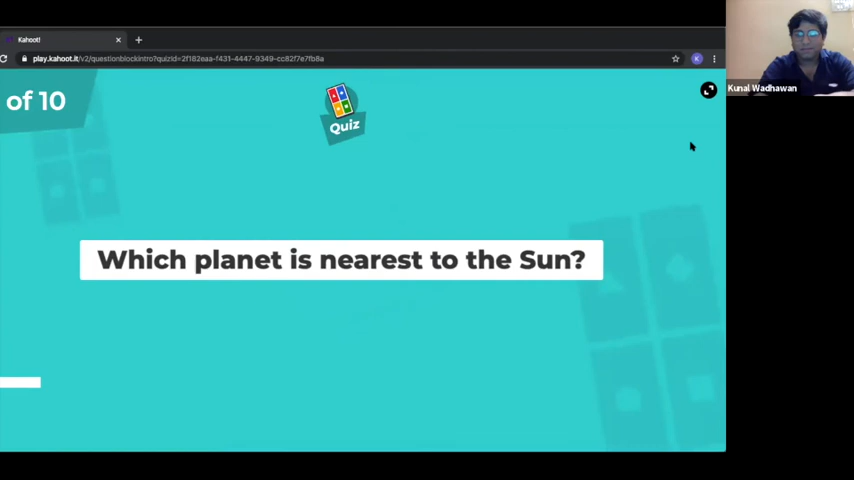 Kahoot!
play.kahoot.it/v2/questionblockintro?quizId=2f182eaa-f431-4447-9349-cc82f7e7fb8a
K
of 10
Quiz
Kunal Wadhawan
Which planet is nearest to the Sun?